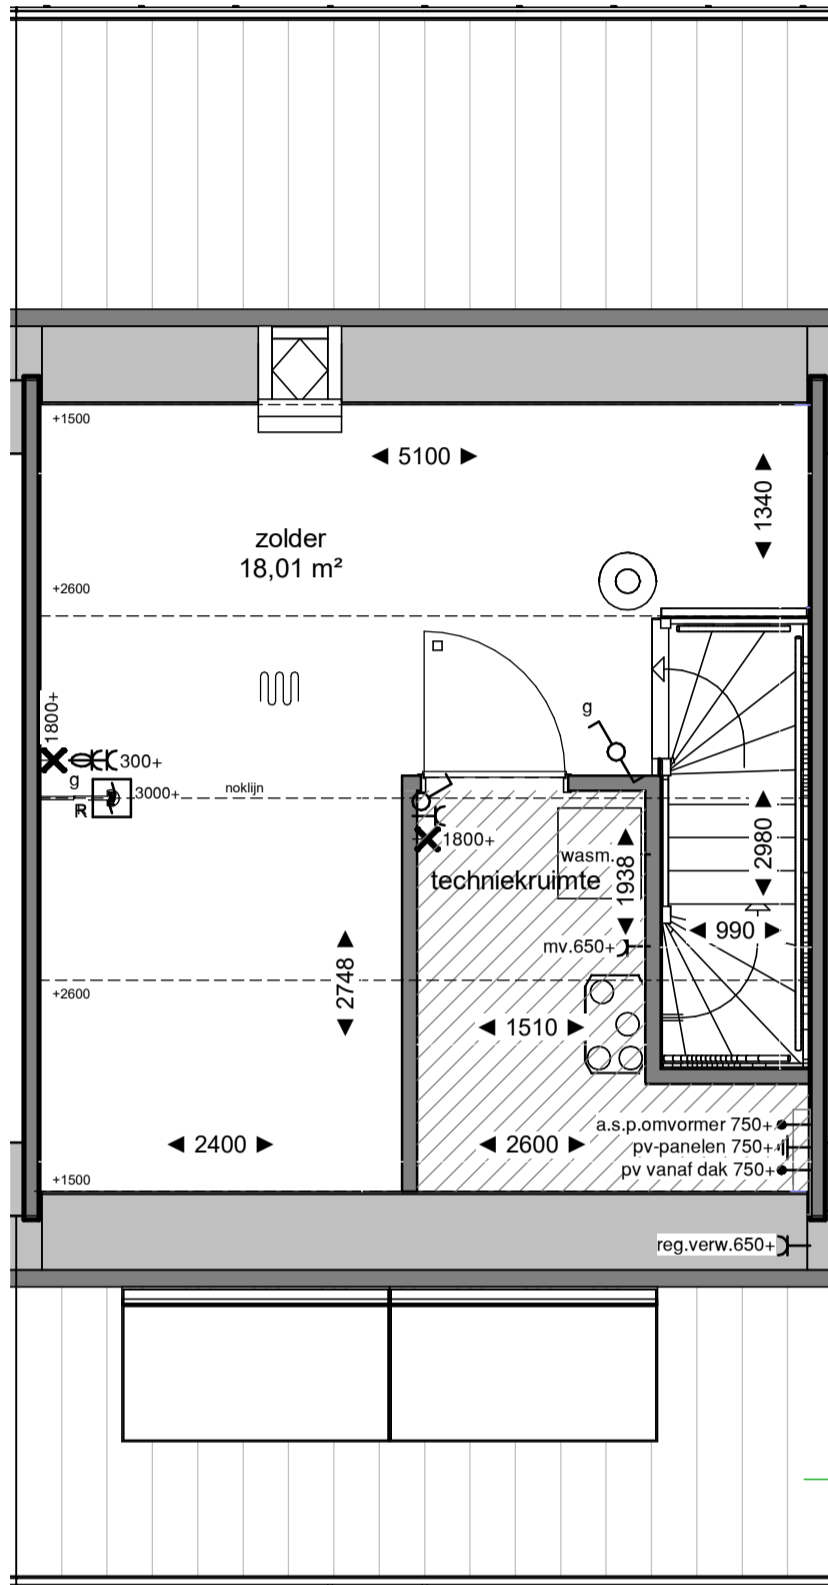 +1500
5100
1340
zolder
18,01 m²
+2600
g
1800+
300+
g
R
3000+
noklijn
1800+
wasm.
techniekruimte
1938
2980
990
mv.650+
2748
+2600
1510
a.s.p.omvormer 750+
2400
2600
pv-panelen 750+
pv vanaf dak 750+
+1500
reg.verw.650+